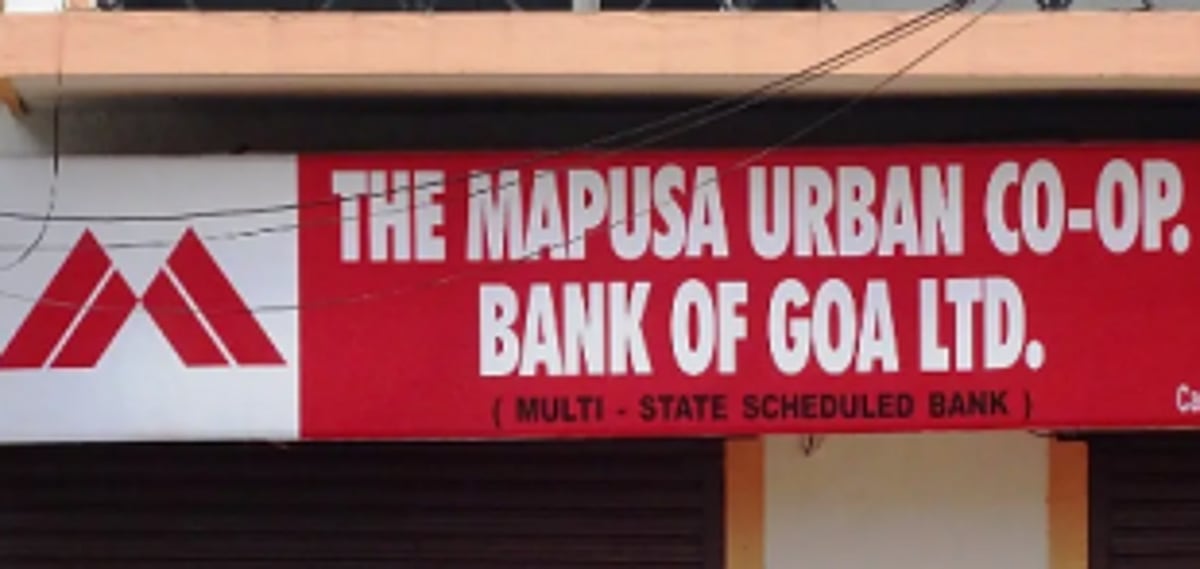 THE MAPUSA URBAN CO-OP.
BANK OF GOA LTD.
( MULTI - STATE SCHEDULED BANK )